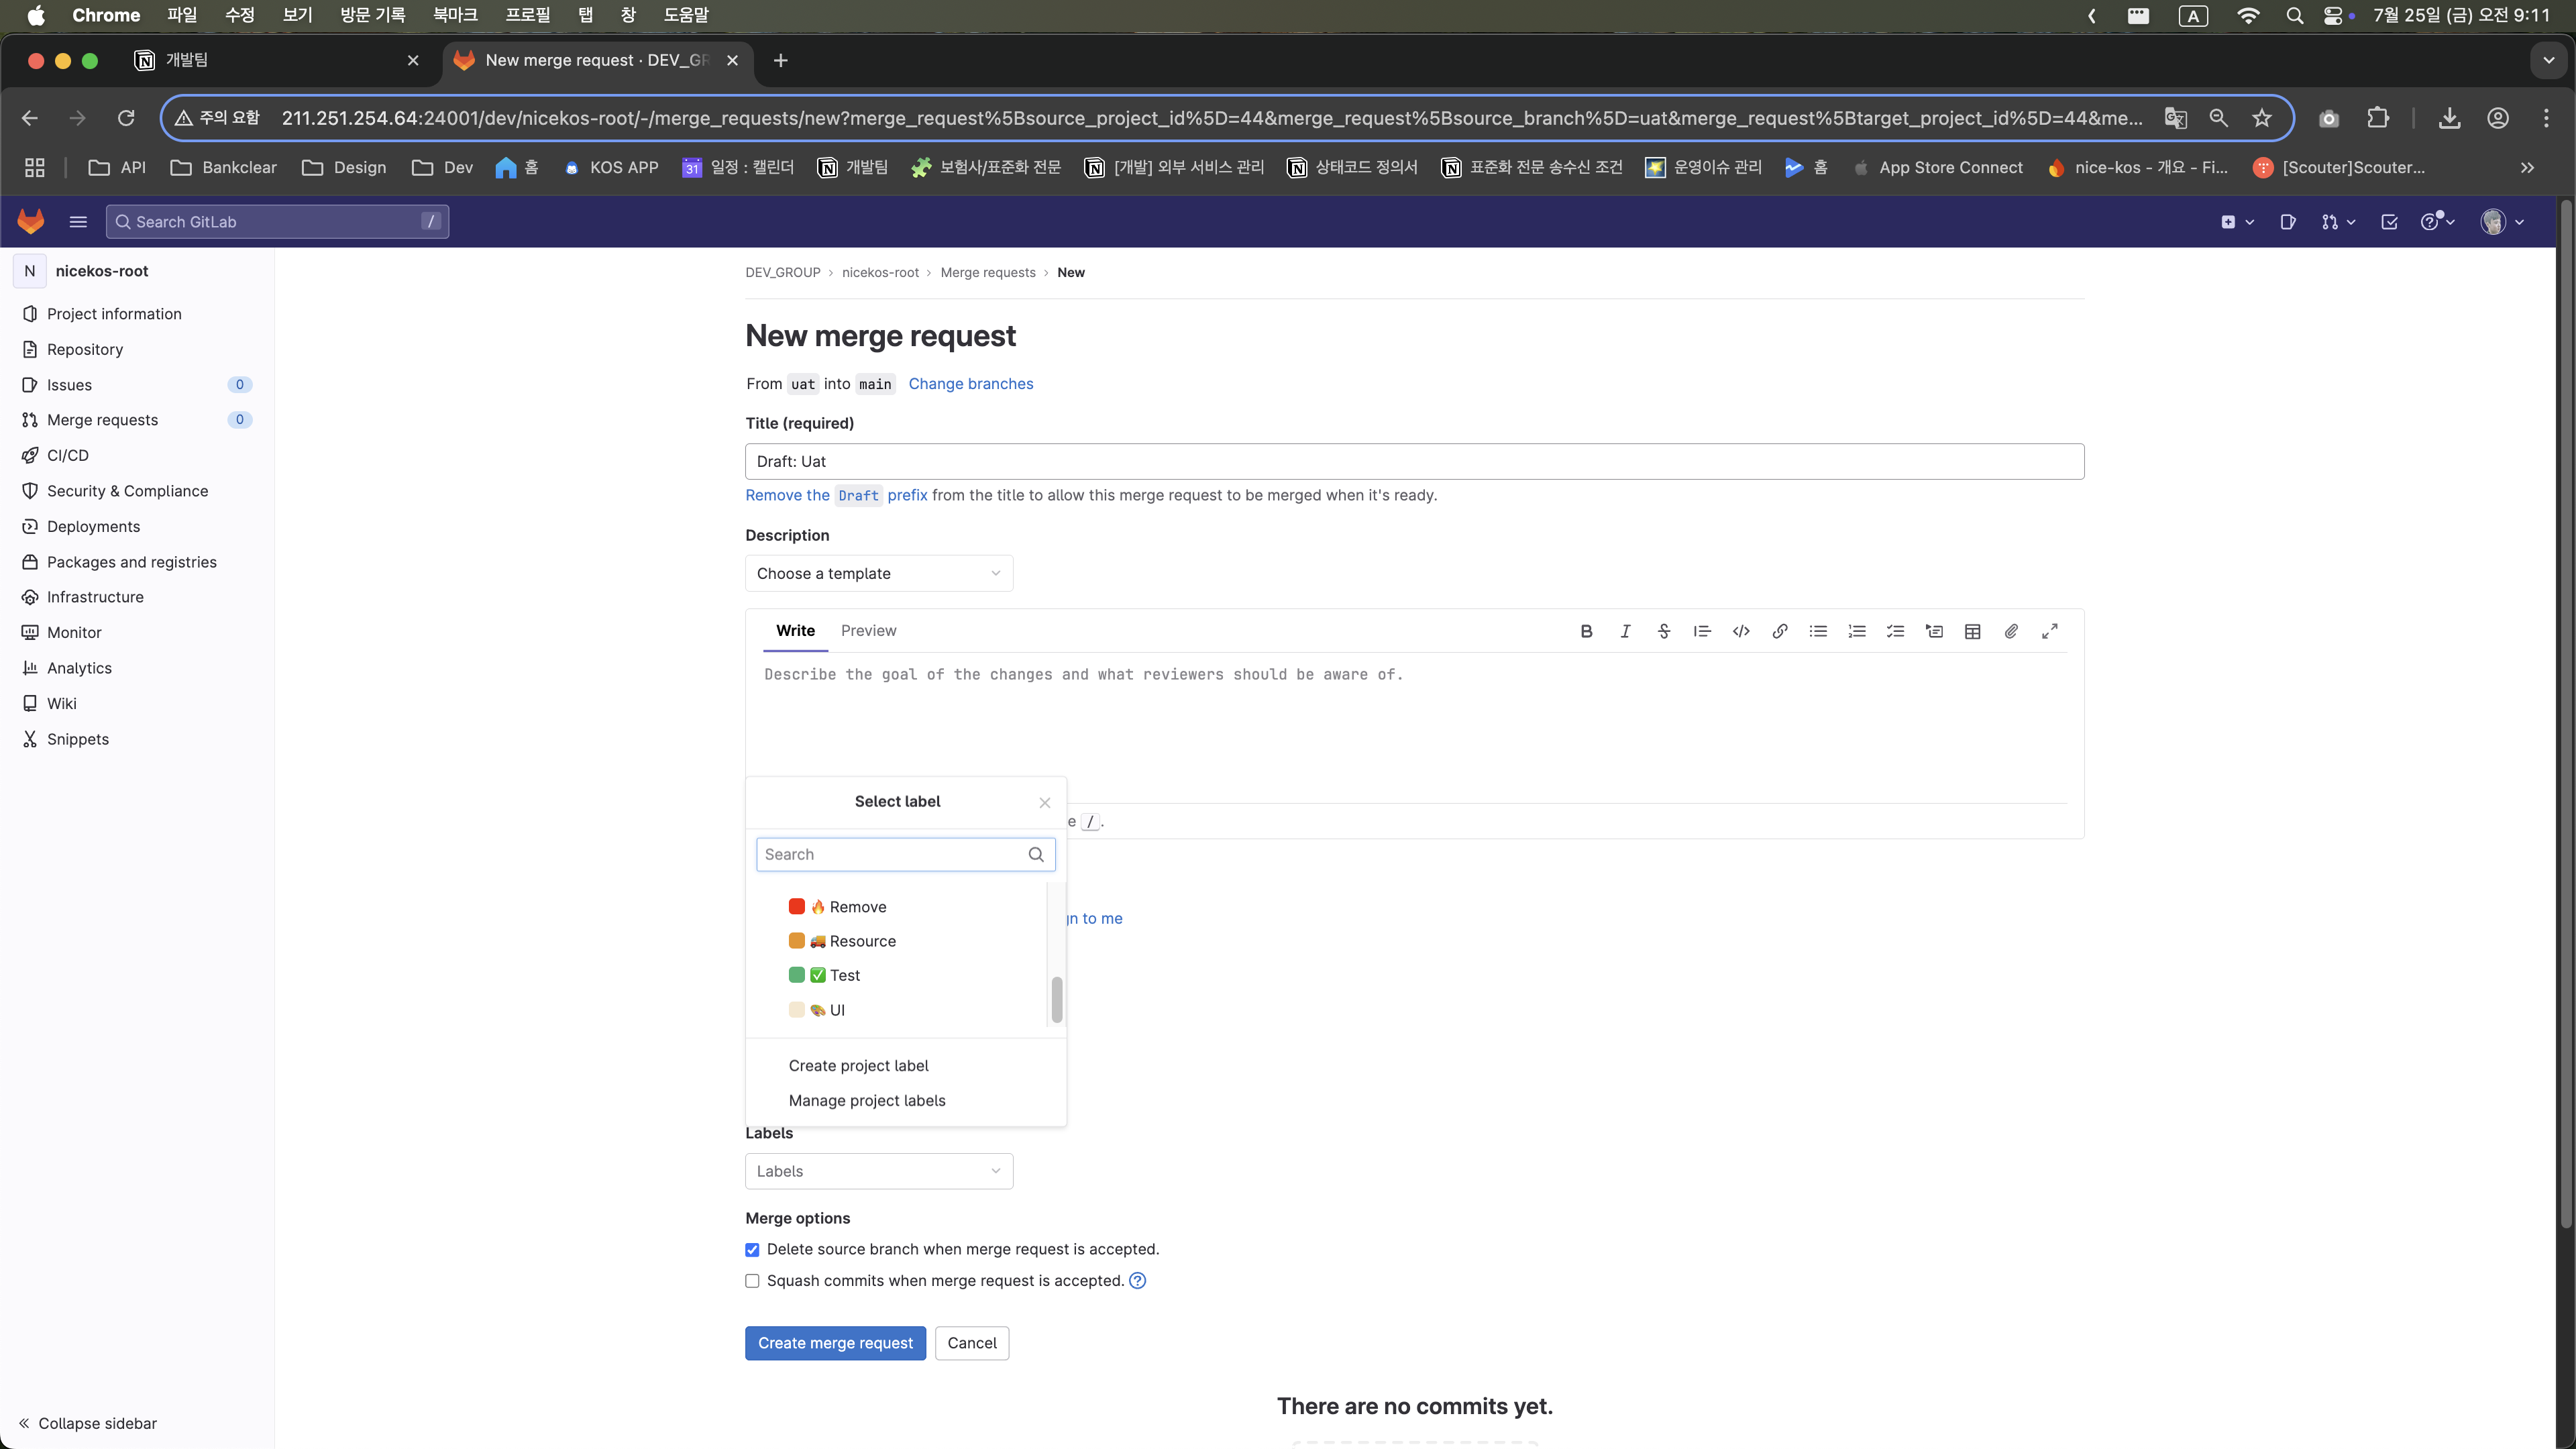 Chrome 파일 수정 보기 방문 기록 북마크 프로필 탭 창 도움말 A 7월 25일 (금) 오전 9:11
개발팀 New merge request · DEV_GR
주의 요함 211.251.254.64:24001/dev/nicekos-root/-/merge_requests/new?merge_request%5Bsource_project_id%5D=44&merge_request%5Bsource_branch%5D=uat&merge_request%5Btarget_project_id%5D=44&me...
API Bankclear Design Dev 홈 KOS APP 31 일정 : 캘린더 개발팀 보험사/표준화 전문 [개발] 외부 서비스 관리 상태코드 정의서 표준화 전문 송수신 조건 운영이슈 관리 홈 App Store Connect nice-kos - 개요 - Fi... [Scouter]Scouter...
Search GitLab /
N nicekos-root
Project information
Repository
Issues 0
Merge requests 0
CI/CD
Security & Compliance
Deployments
Packages and registries
Infrastructure
Monitor
Analytics
Wiki
Snippets
Collapse sidebar
DEV_GROUP › nicekos-root › Merge requests › New
New merge request
From uat into main Change branches
Title (required)
Draft: Uat
Remove the Draft prefix from the title to allow this merge request to be merged when it's ready.
Description
Choose a template
Write Preview
Describe the goal of the changes and what reviewers should be aware of.
Select label
e /.
Search
Remove
gn to me
Resource
Test
UI
Create project label
Manage project labels
Labels
Labels
Merge options
Delete source branch when merge request is accepted.
Squash commits when merge request is accepted.
Create merge request Cancel
There are no commits yet.